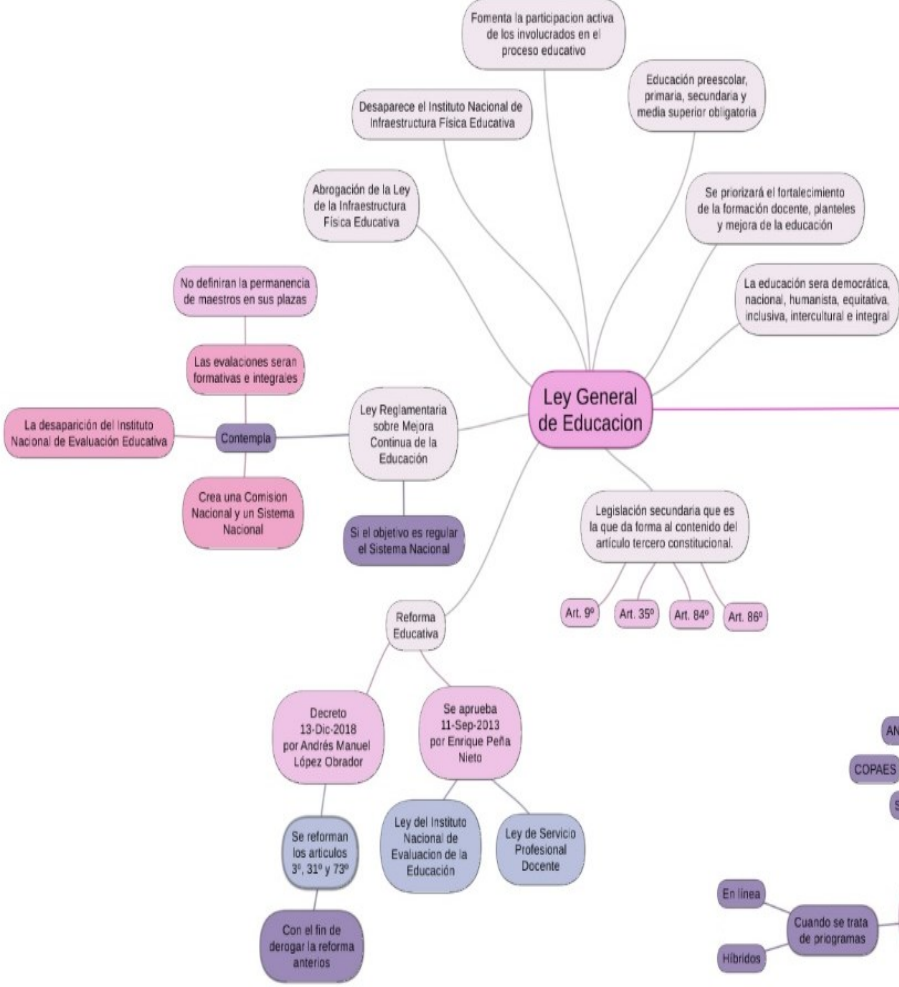 Fomenta la participacion activa
de los involucrados en el
proceso educativo
Educación preescolar,
primaria, secundaria y
media superior obligatoria
Desaparece el Instituto Nacional de
Infraestructura Física Educativa
Abrogación de la Ley
de la Infraestructura
Física Educativa
Se priorizará el fortalecimiento
de la formación docente, planteles
y mejora de la educación
No definiran la permanencia
de maestros en sus plazas
La educación sera democrática,
nacional, humanista, equitativa,
inclusiva, intercultural e integral
Las evalaciones seran
formativas e integrales
Ley General
de Educacion
Ley Reglamentaria
sobre Mejora
Continua de la
Educación
La desaparición del Instituto
Nacional de Evaluación Educativa
Contempla
Crea una Comision
Nacional y un Sistema
Nacional
Si el objetivo es regular
el Sistema Nacional
Legislación secundaria que es
la que da forma al contenido del
artículo tercero constitucional.
Art. 9º
Art. 35º
Art. 84º
Art. 86º
Reforma
Educativa
Decreto
13-Dic-2018
por Andrés Manuel
López Obrador
Se aprueba
11-Sep-2013
por Enrique Peña
Nieto
AN
COPAES
S
Se reforman
los articulos
3º, 31º y 73º
Ley del Instituto
Nacional de
Evaluacion de la
Educación
Ley de Servicio
Profesional
Docente
Con el fin de
derogar la reforma
anterios
En línea
Cuando se trata
de priogramas
Híbridos